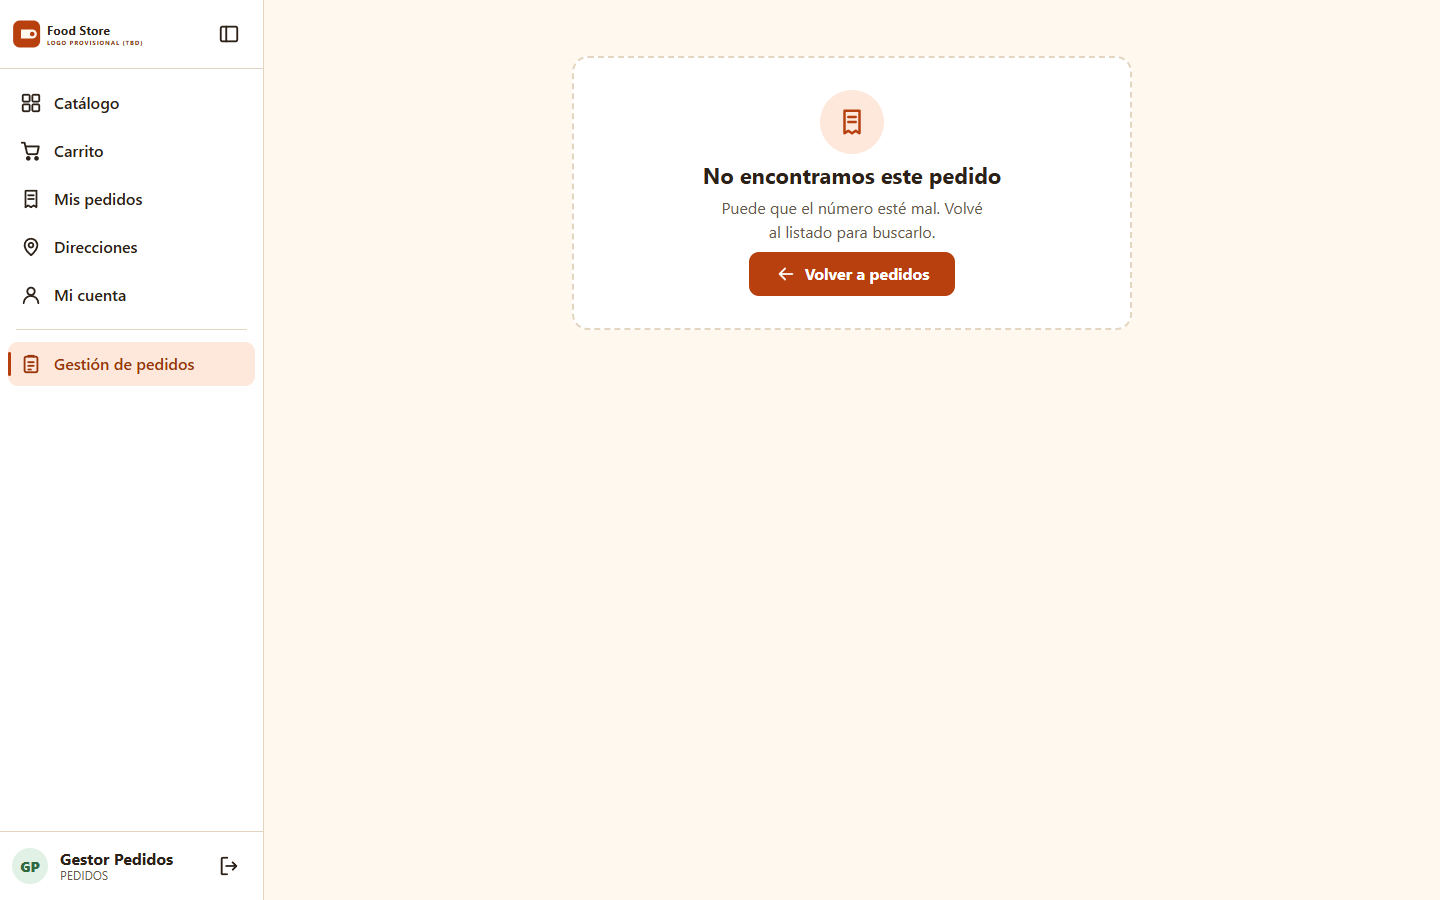 Food Store
LOGO PROVISIONAL (TBD)
Catálogo
Carrito
Mis pedidos
Direcciones
Mi cuenta
Gestión de pedidos
No encontramos este pedido
Puede que el número esté mal. Volvé
al listado para buscarlo.
Volver a pedidos
GP
Gestor Pedidos
PEDIDOS